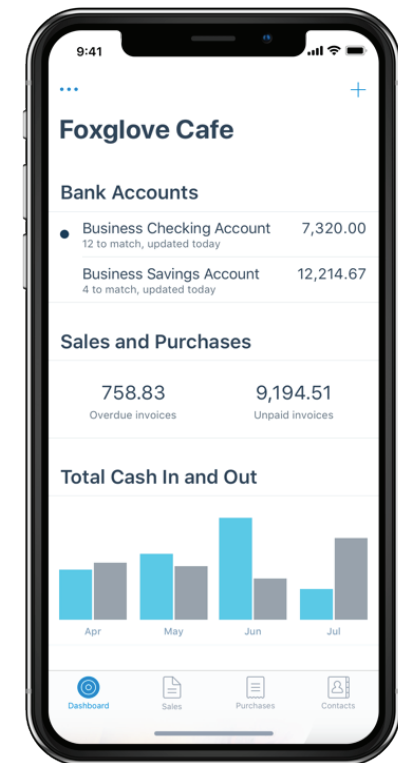 9:41
Foxglove Cafe
Bank Accounts
Business Checking Account 7,320.00
12 to match, updated today
Business Savings Account 12,214.67
4 to match, updated today
Sales and Purchases
758.83 9,194.51
Overdue invoices Unpaid invoices
Total Cash In and Out
Apr May Jun Jul
Dashboard Sales Purchases Contacts